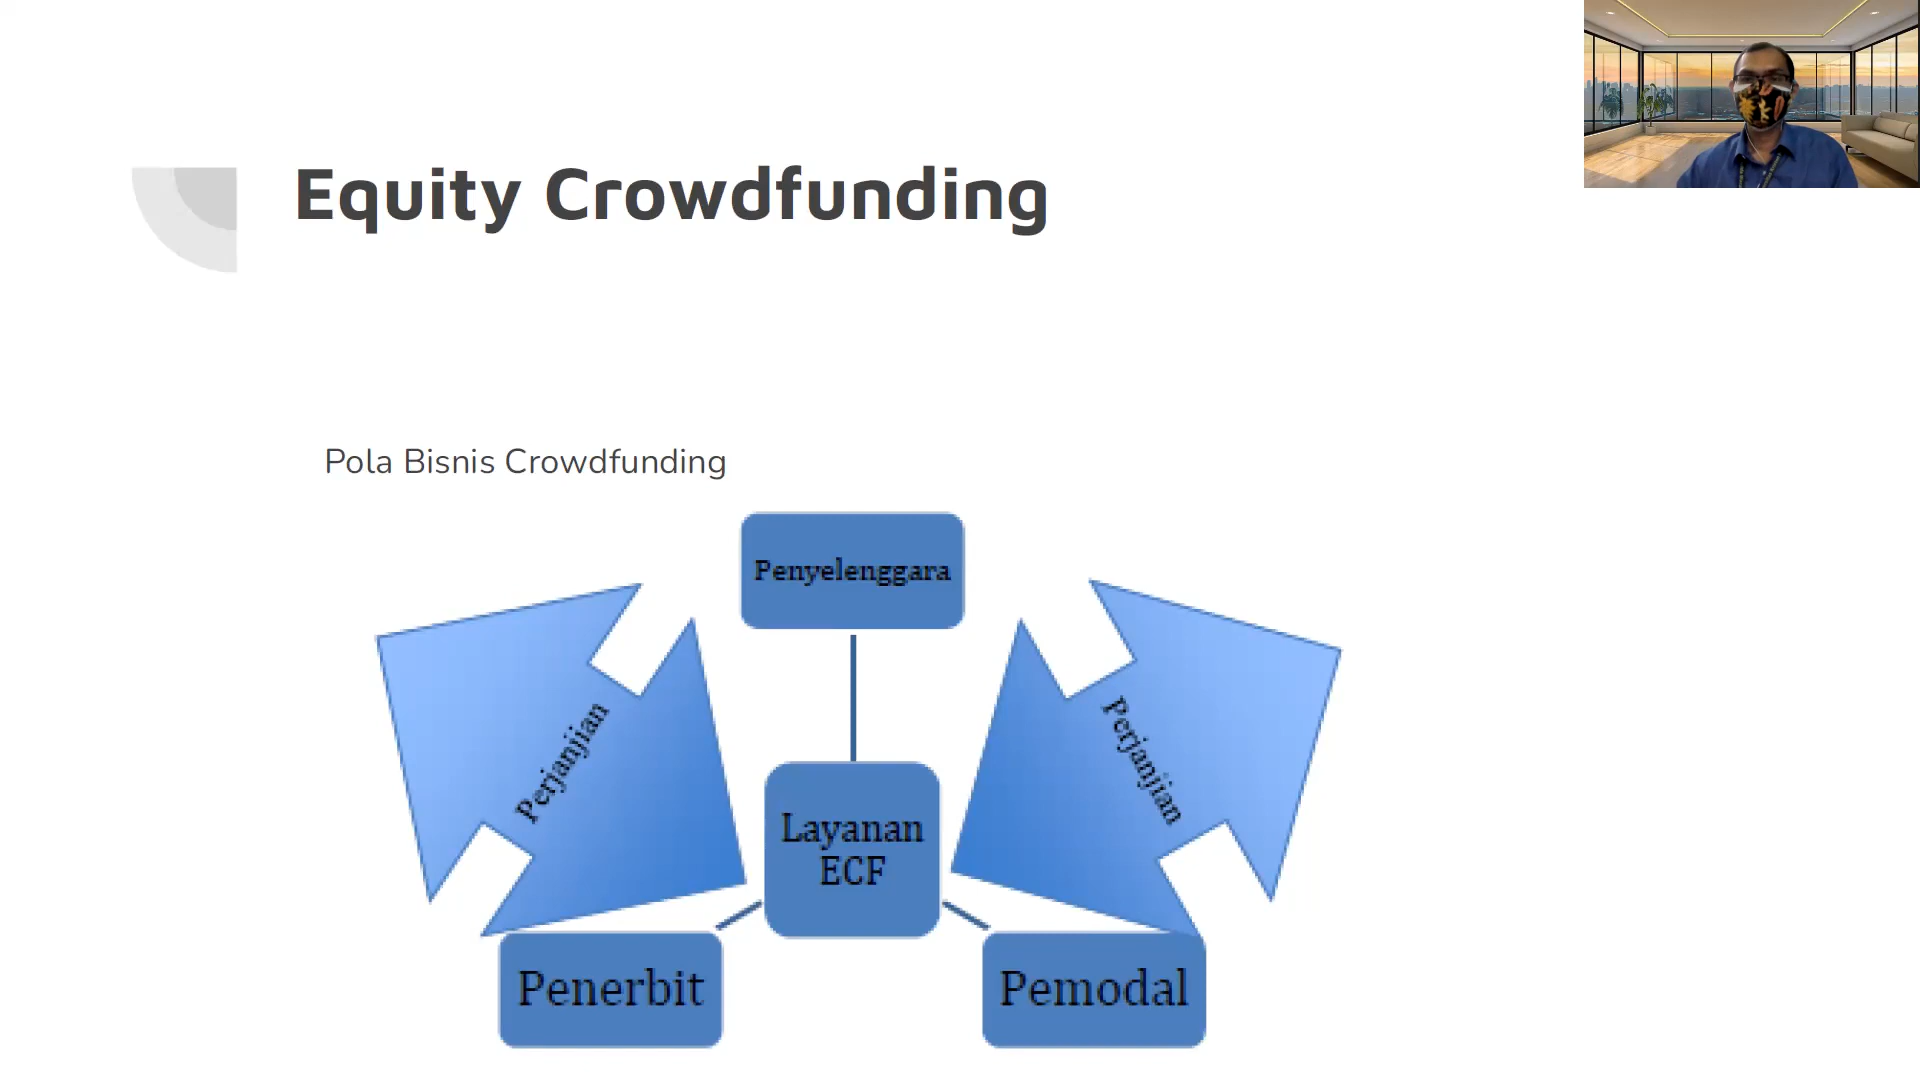 Equity Crowdfunding
Pola Bisnis Crowdfunding
Penyelenggara
Perjanjian
Perjanjian
Layanan
ECF
Penerbit
Pemodal